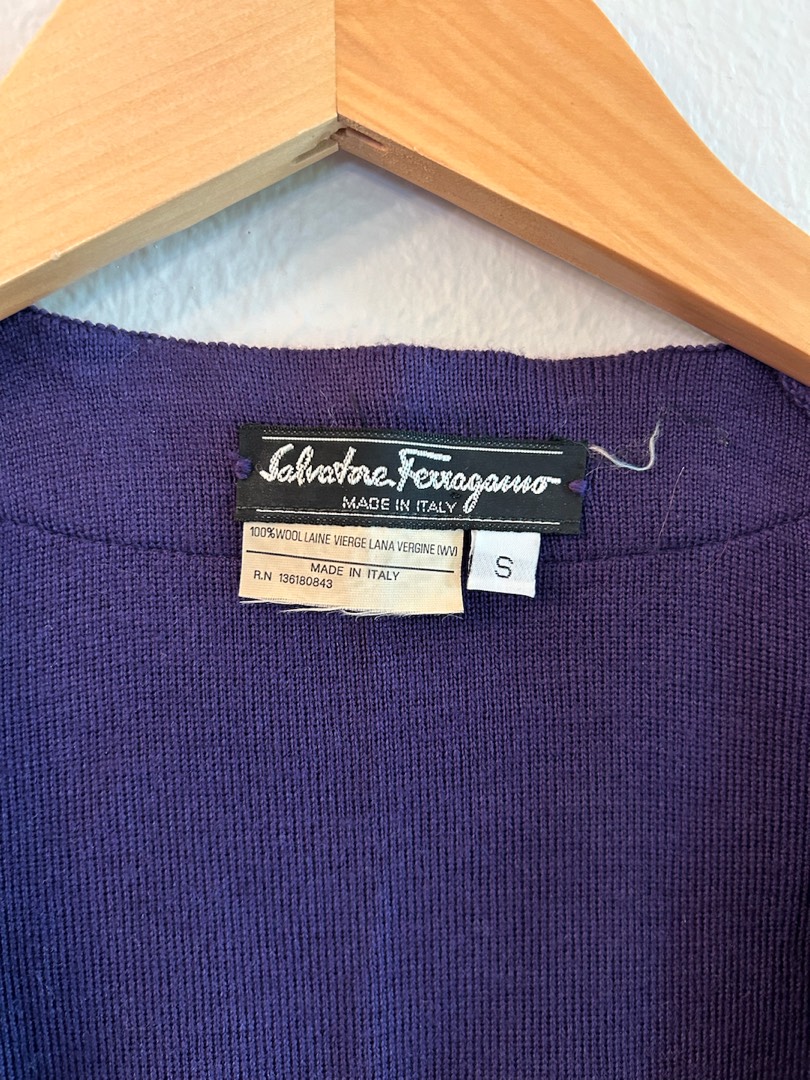 Salvatore Ferragamo
MADE IN ITALY
100%WOOL LAINE VIERGE LANA VERGINE (WV)
MADE IN ITALY
R.N 136180843
S